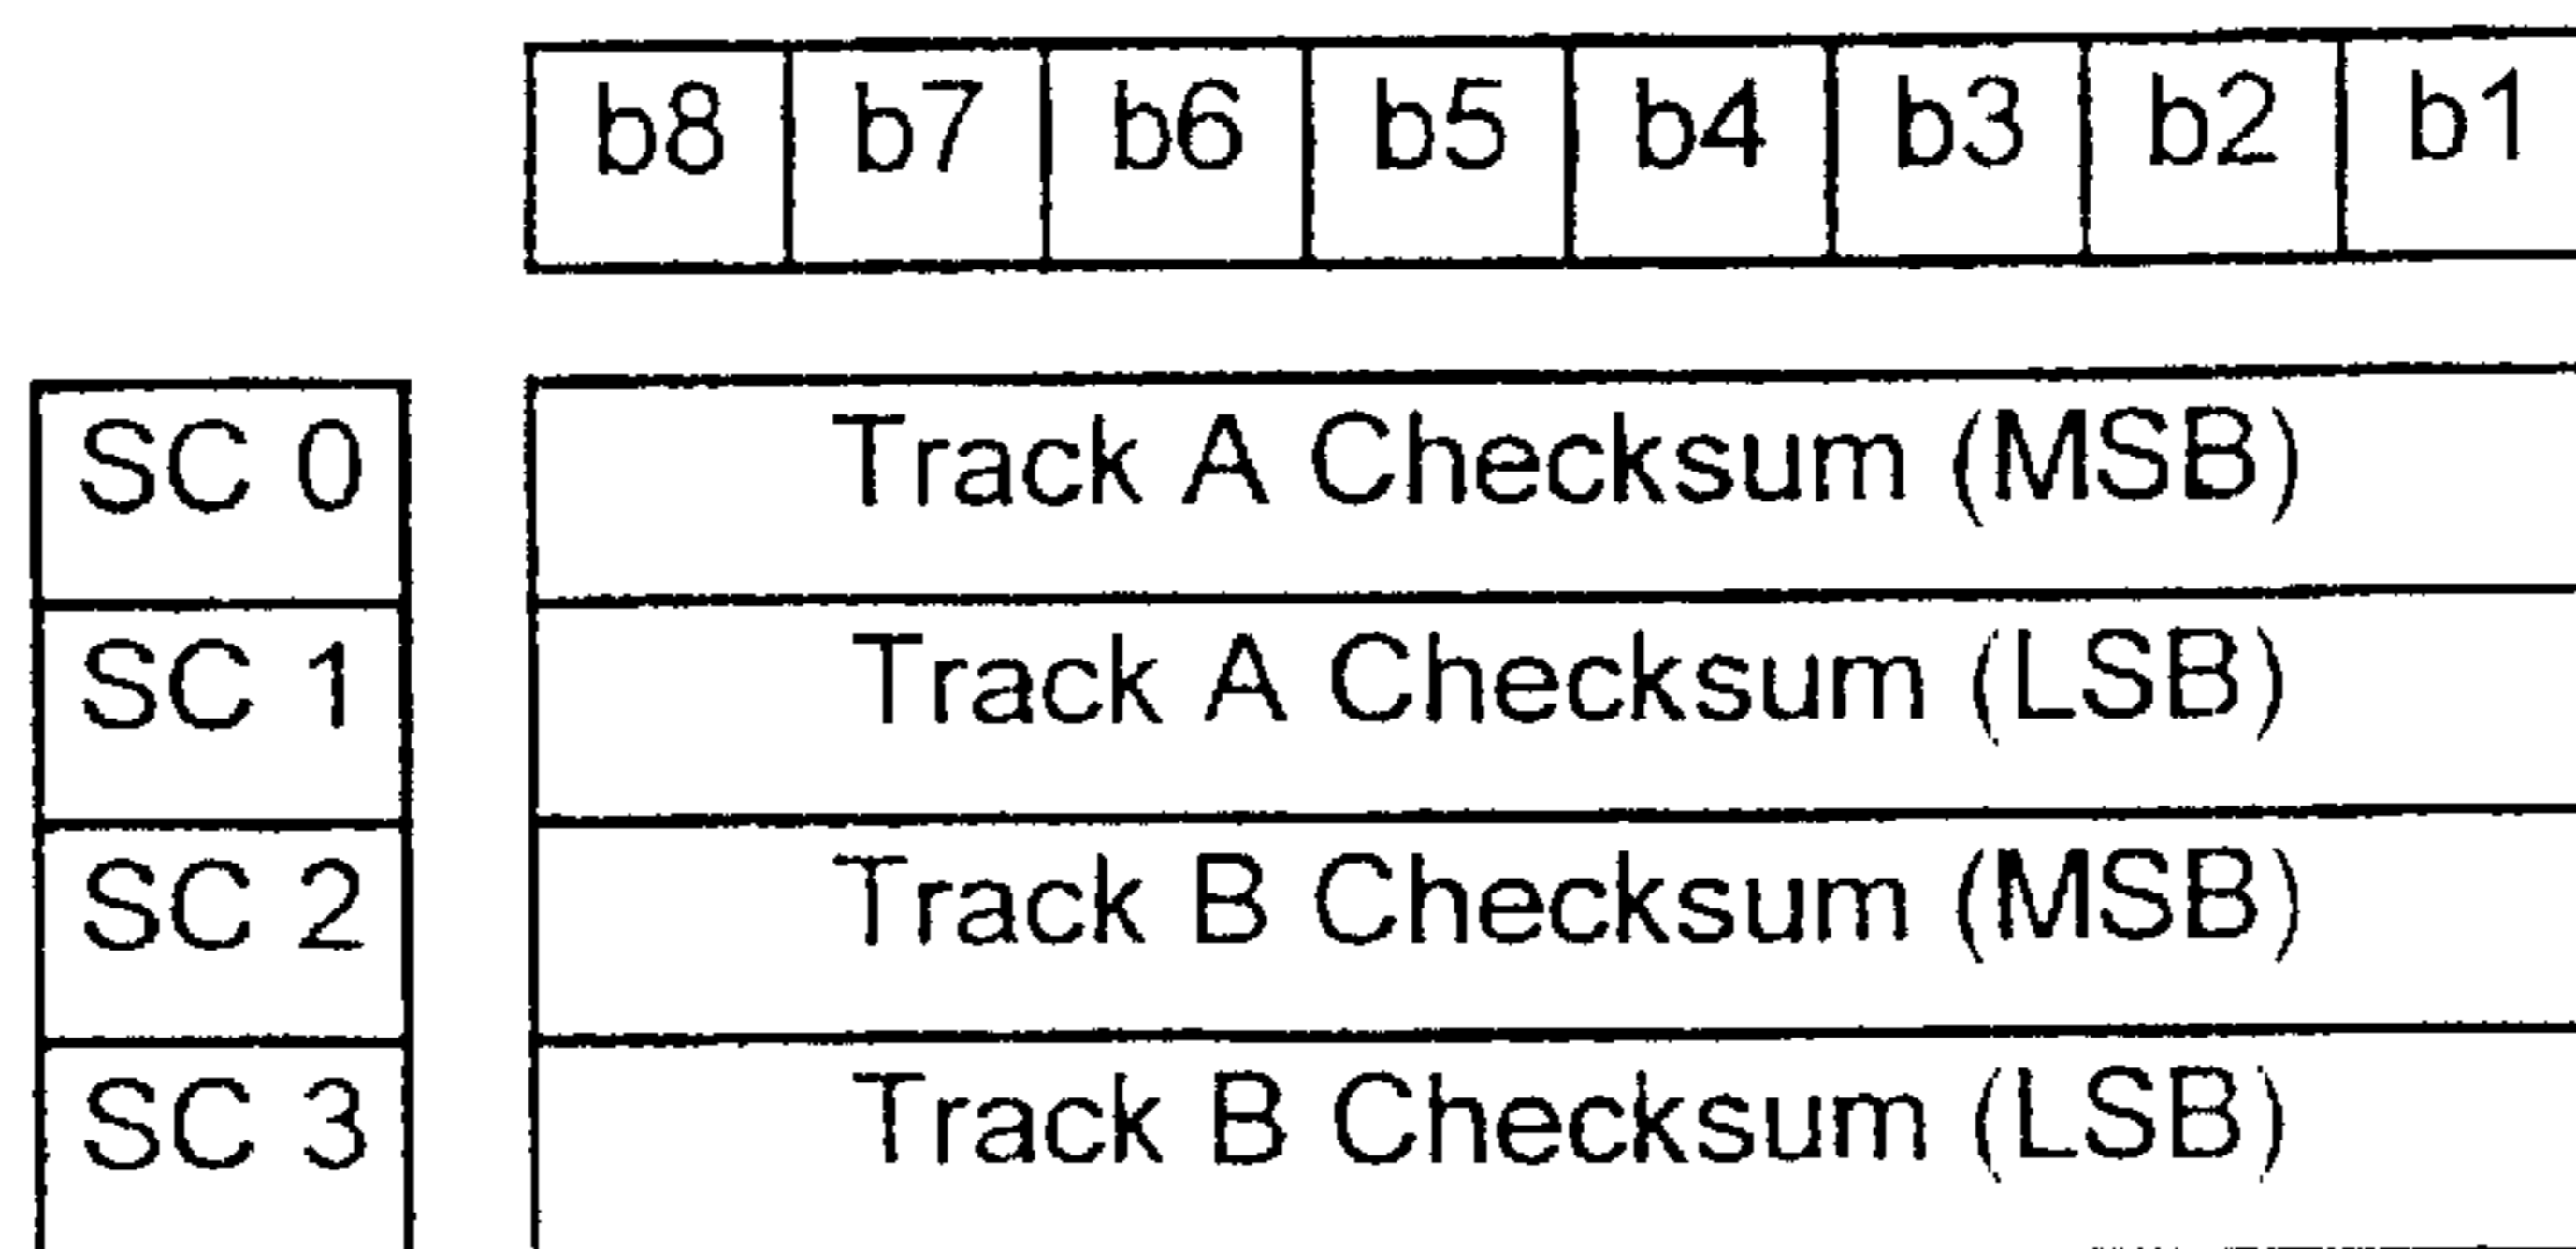 b8 b7 b6 b5 b4 b3 b2 b1
SC 0 Track A Checksum (MSB)
SC 1 Track A Checksum (LSB)
SC 2 Track B Checksum (MSB)
SC 3 Track B Checksum (LSB)